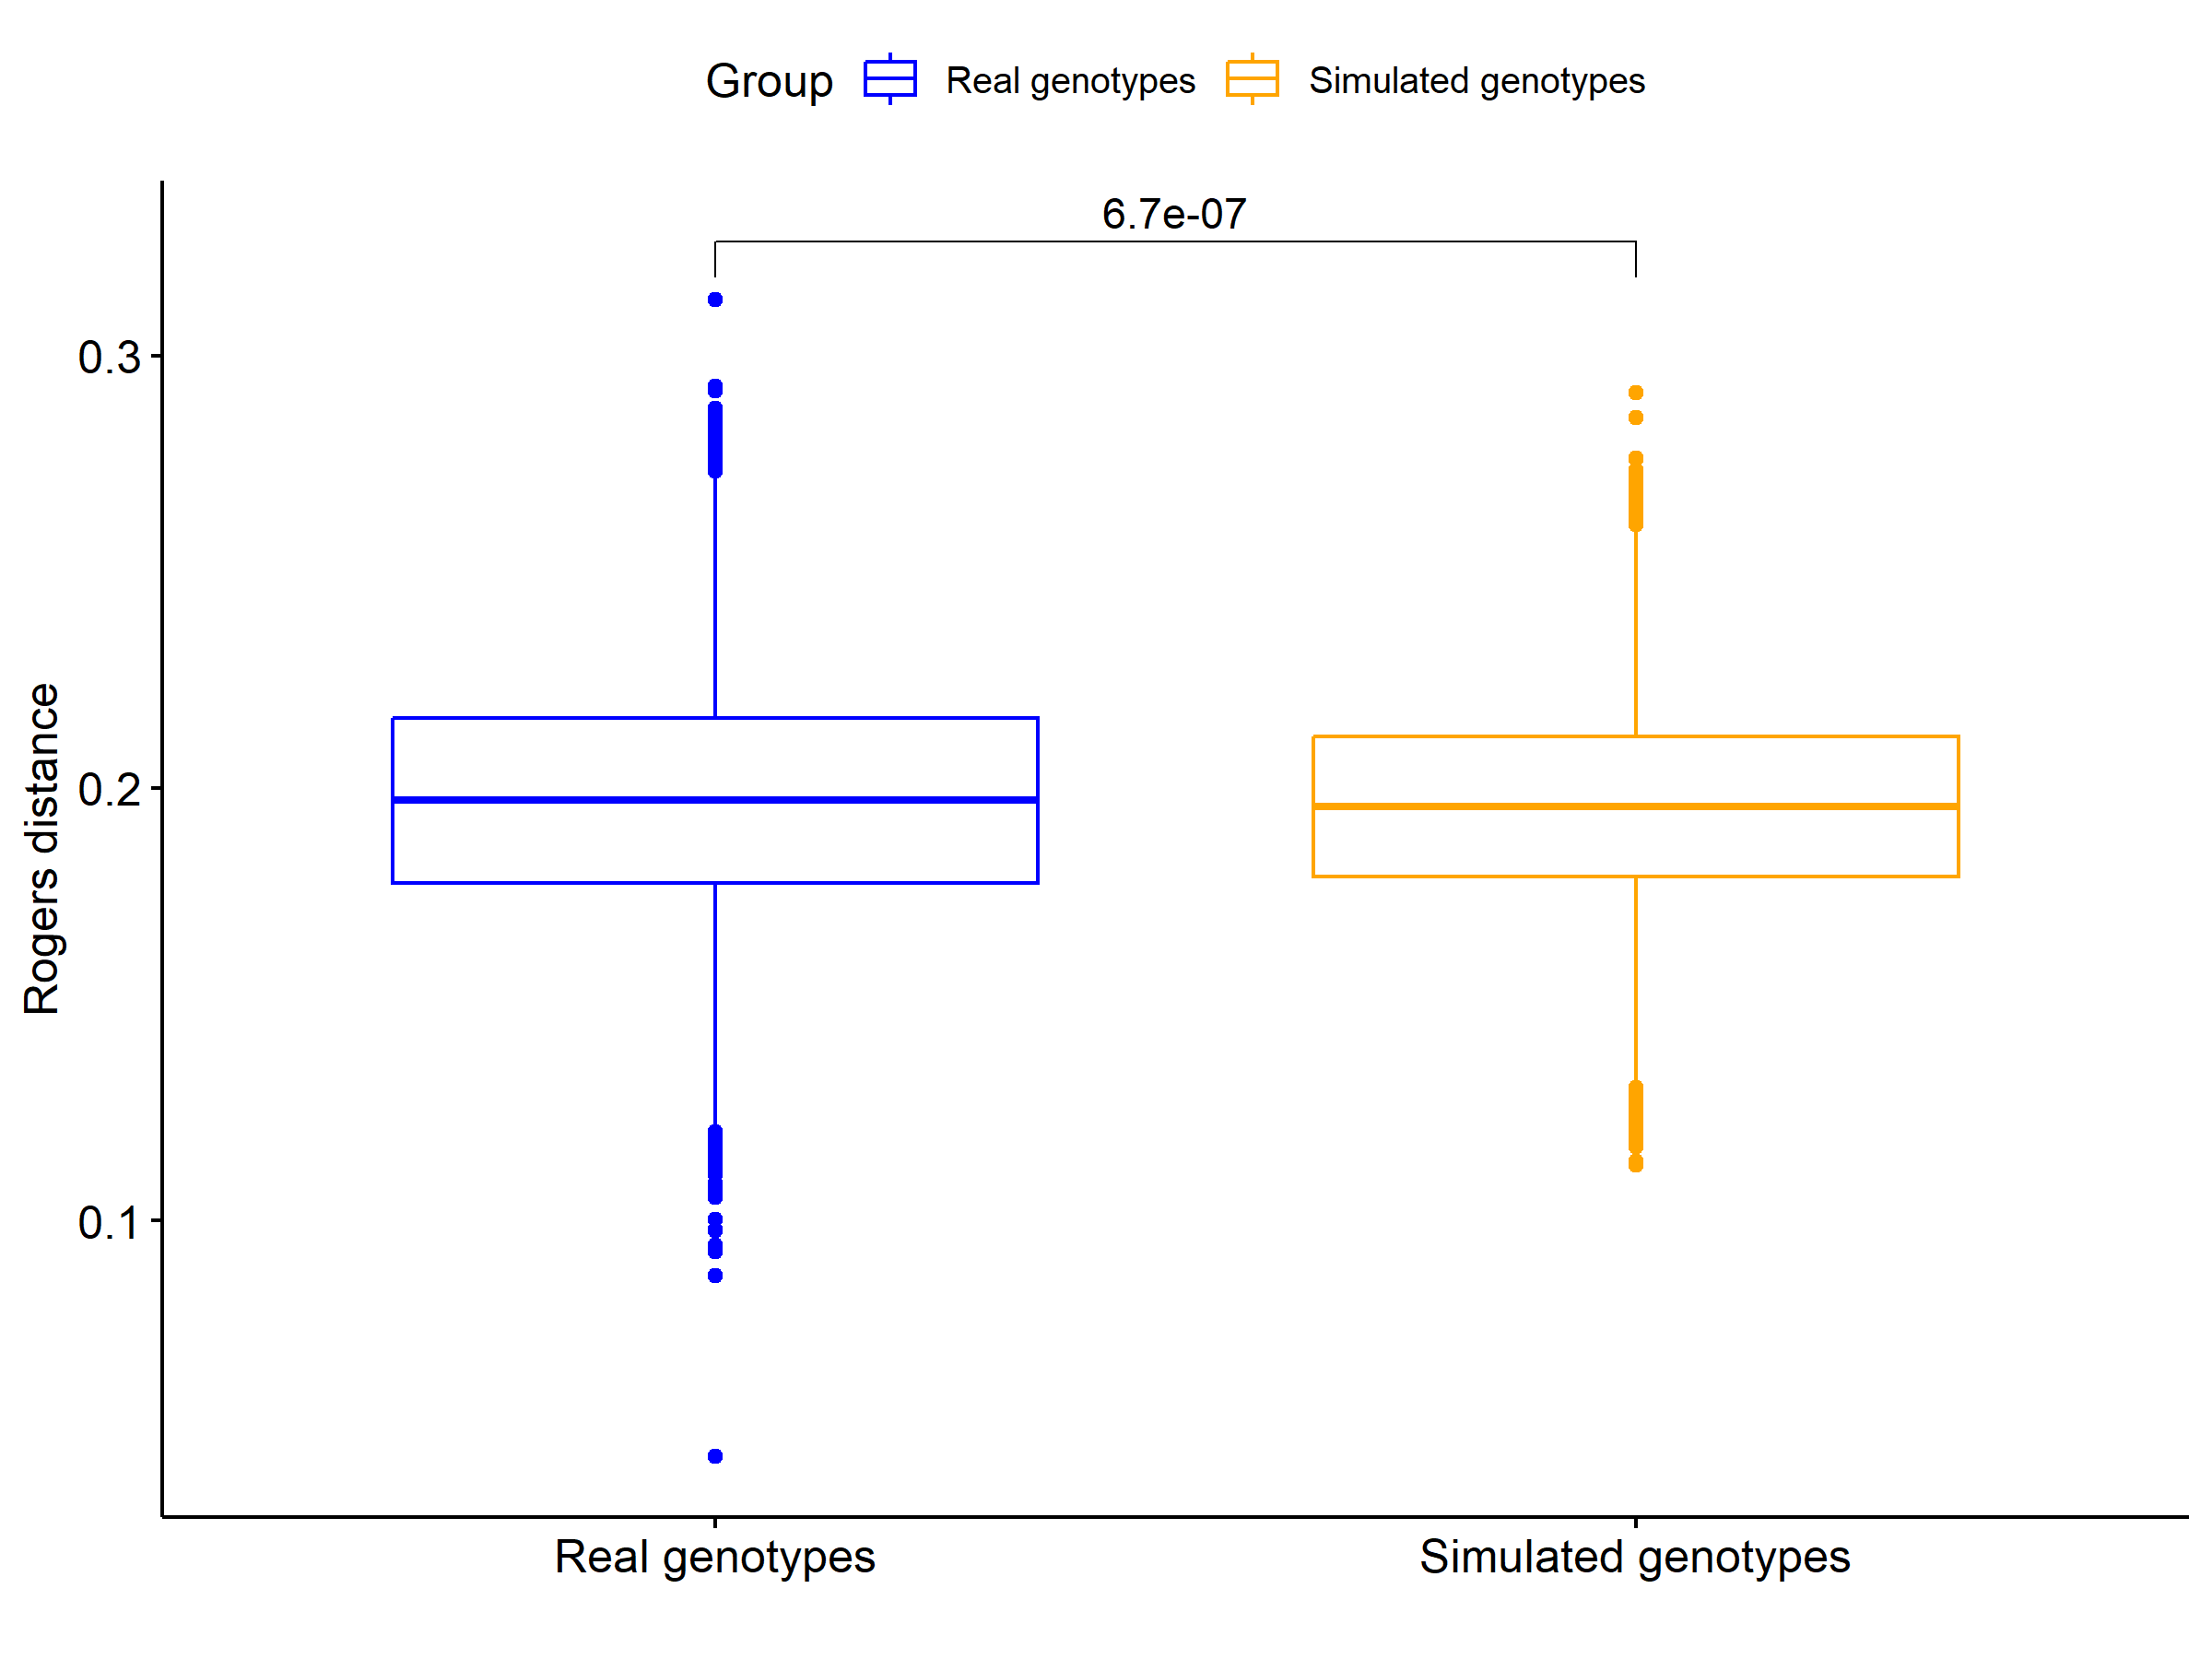 Group Real genotypes Simulated genotypes
6.7e-07
0.3
0.2
0.1
Rogers distance
Real genotypes Simulated genotypes